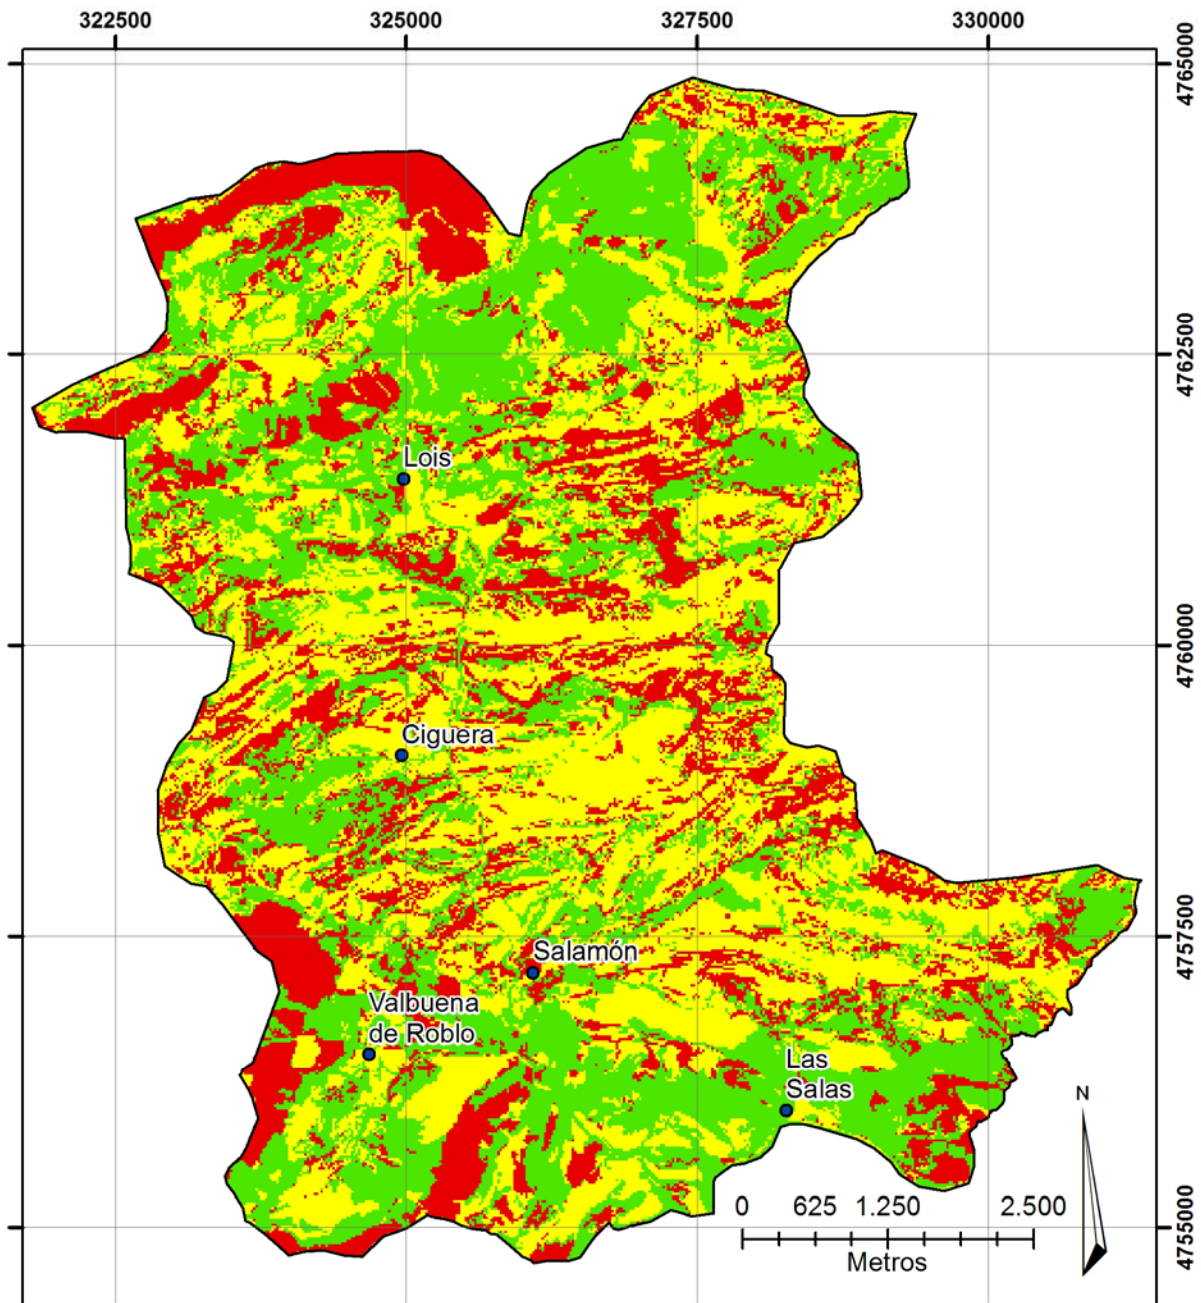 322500 325000 327500 330000
4765000
4762500
Lois
4760000
Ciguera
4757500
Salamón
Valbuena
de Roblo
Las
Salas
N
0 625 1.250 2.500
Metros
4755000